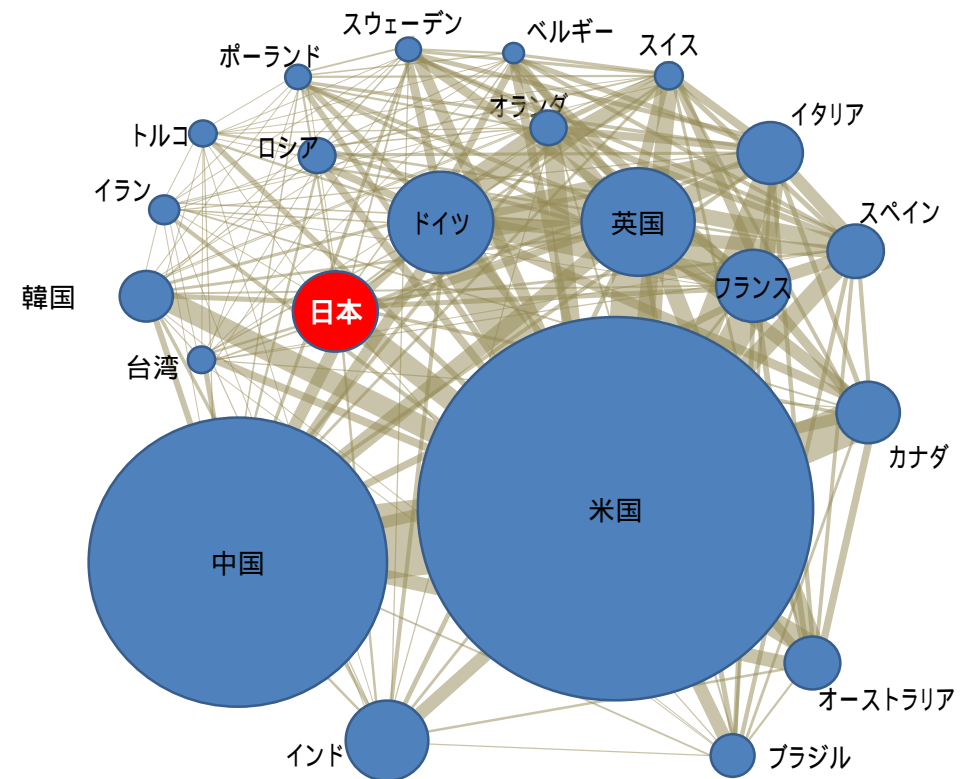 スウェーデン
ベルギー
スイス
ポーランド
オランダ
イタリア
トルコ
ロシア
イラン
スペイン
ドイツ
英国
フランス
韓国
日本
台湾
カナダ
米国
中国
オーストラリア
インド
ブラジル